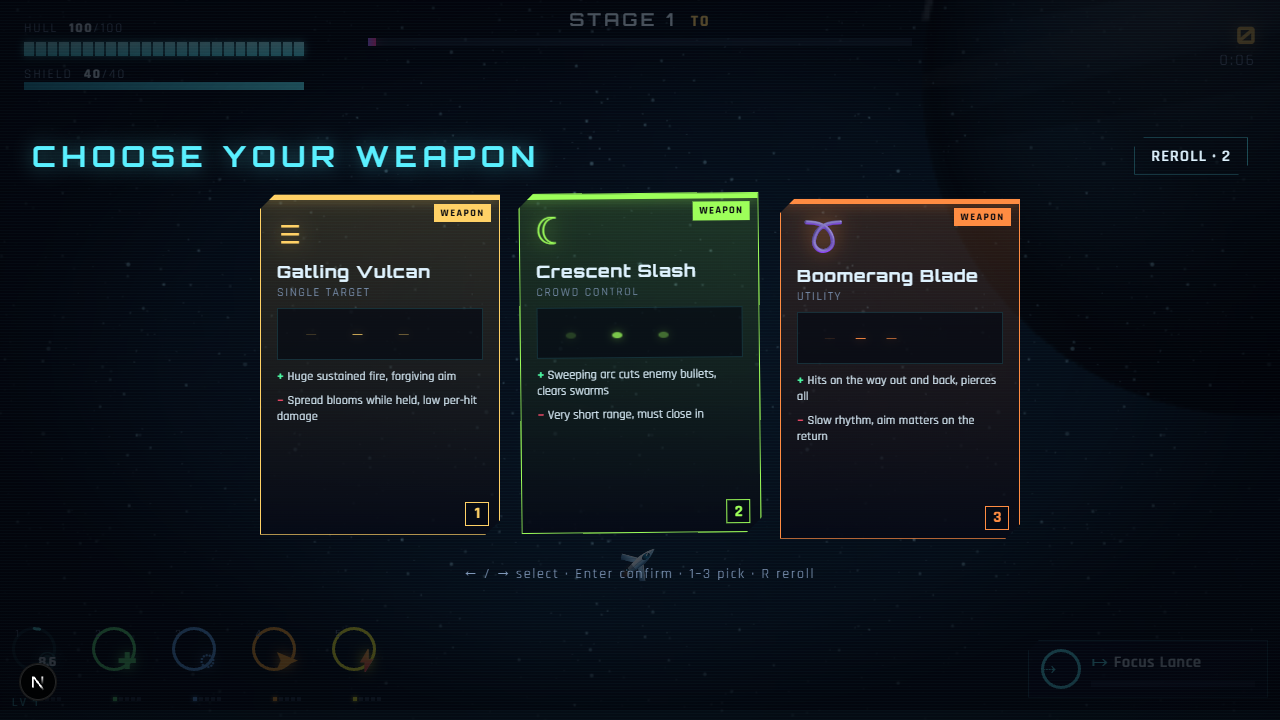 HULL 100/100
STAGE 1 T0
0:06
SHIELD 40/40
CHOOSE YOUR WEAPON
REROLL · 2
WEAPON
Gatling Vulcan
SINGLE TARGET
+ Huge sustained fire, forgiving aim
− Spread blooms while held, low per-hit
damage
1
WEAPON
Crescent Slash
CROWD CONTROL
+ Sweeping arc cuts enemy bullets,
clears swarms
− Very short range, must close in
2
WEAPON
Boomerang Blade
UTILITY
+ Hits on the way out and back, pierces
all
− Slow rhythm, aim matters on the
return
3
← / → select · Enter confirm · 1–3 pick · R reroll
8.6
N
LV
↦ Focus Lance